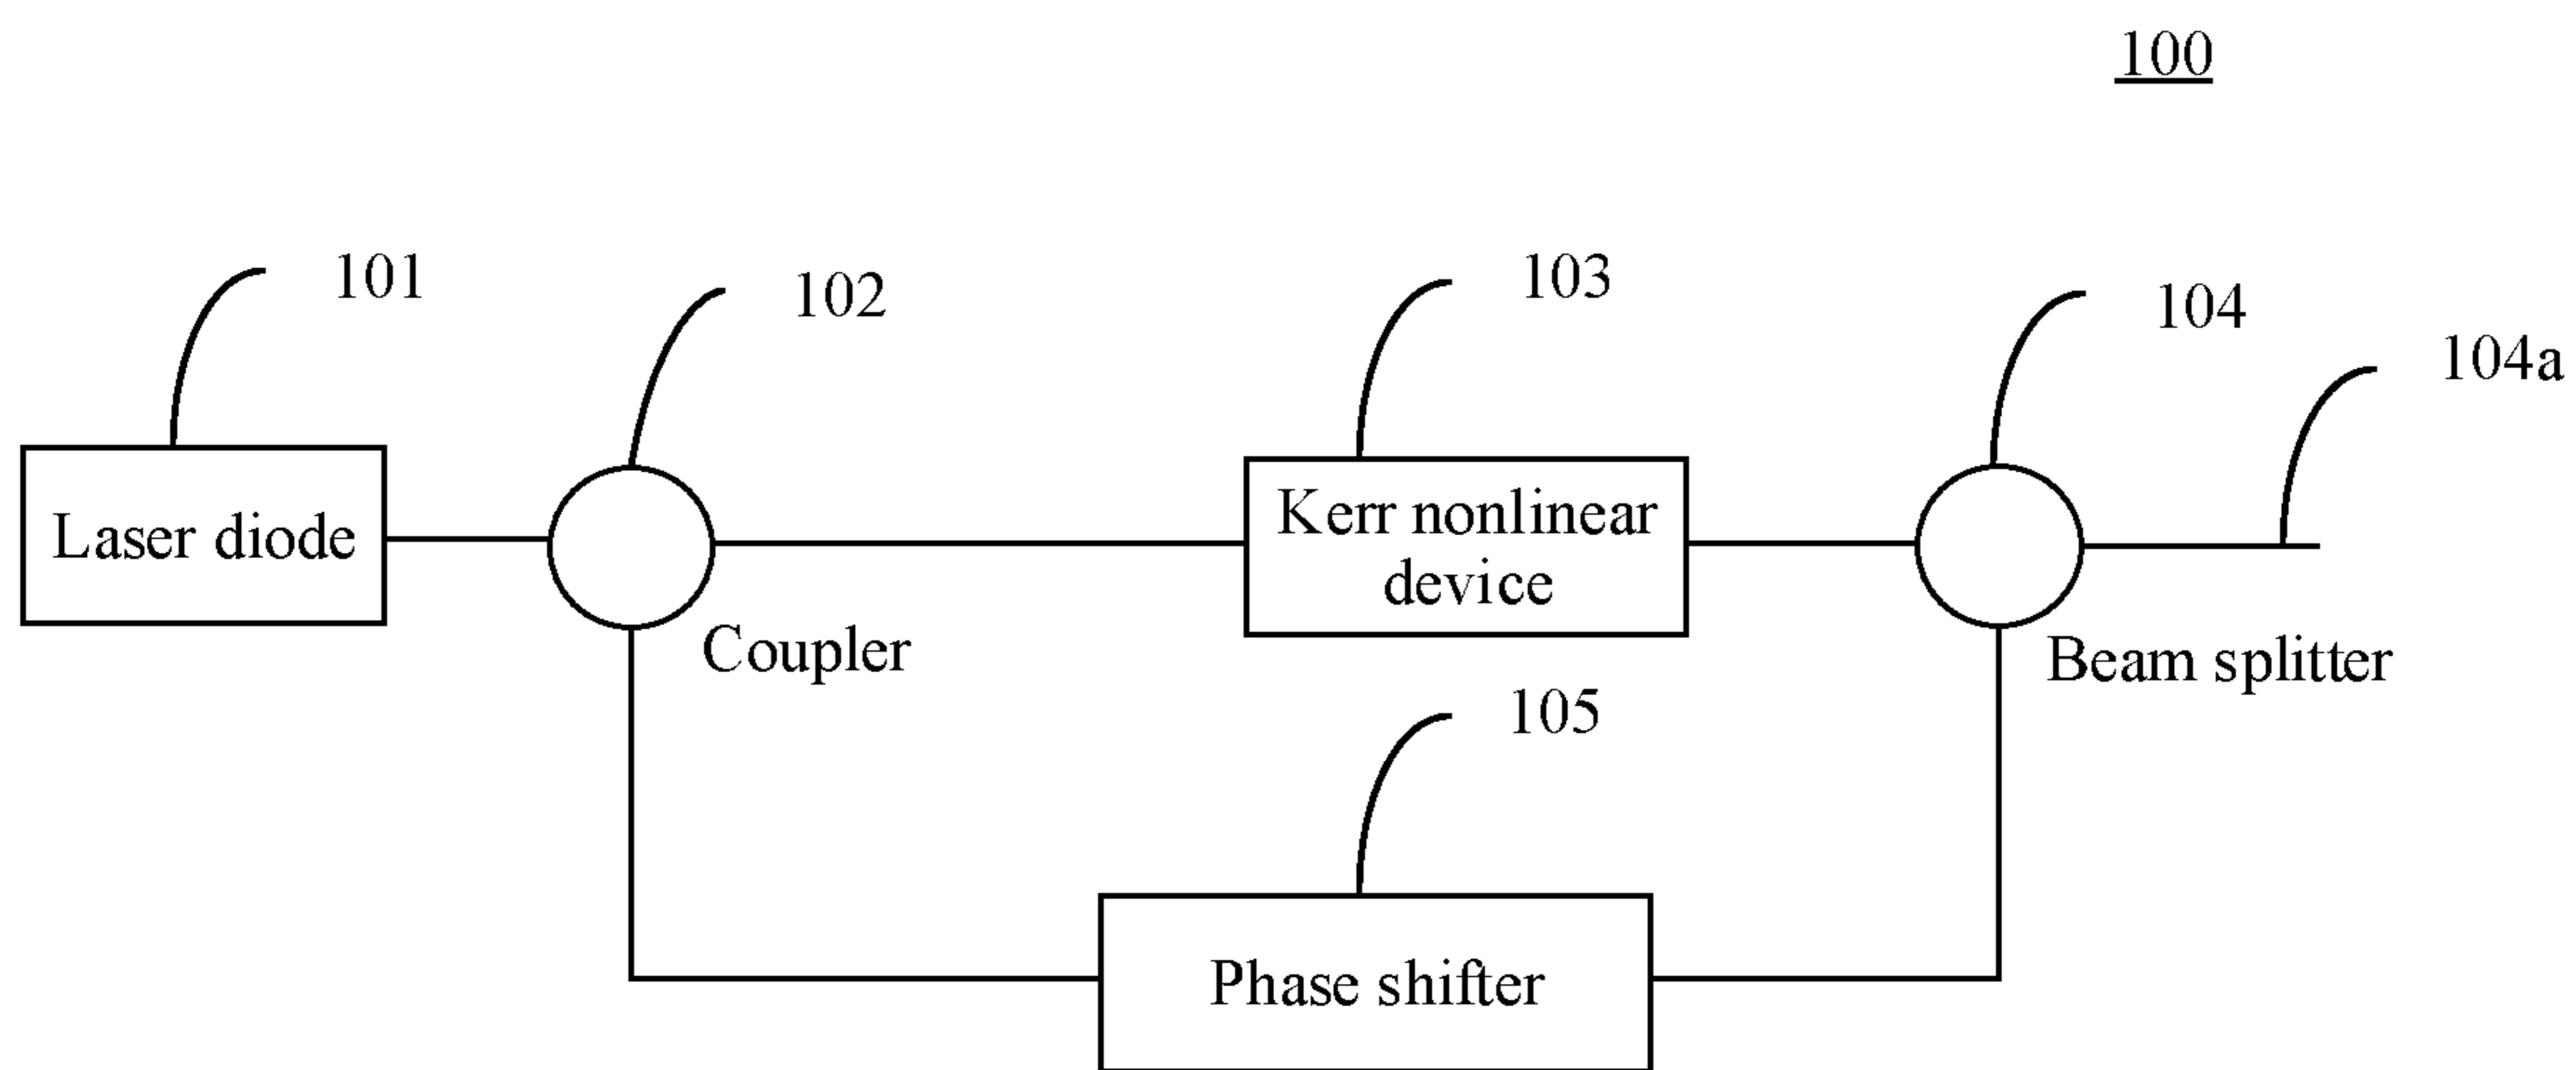 100
101
102
103
104
104a
Laser diode
Kerr nonlinear
device
Coupler
Beam splitter
105
Phase shifter